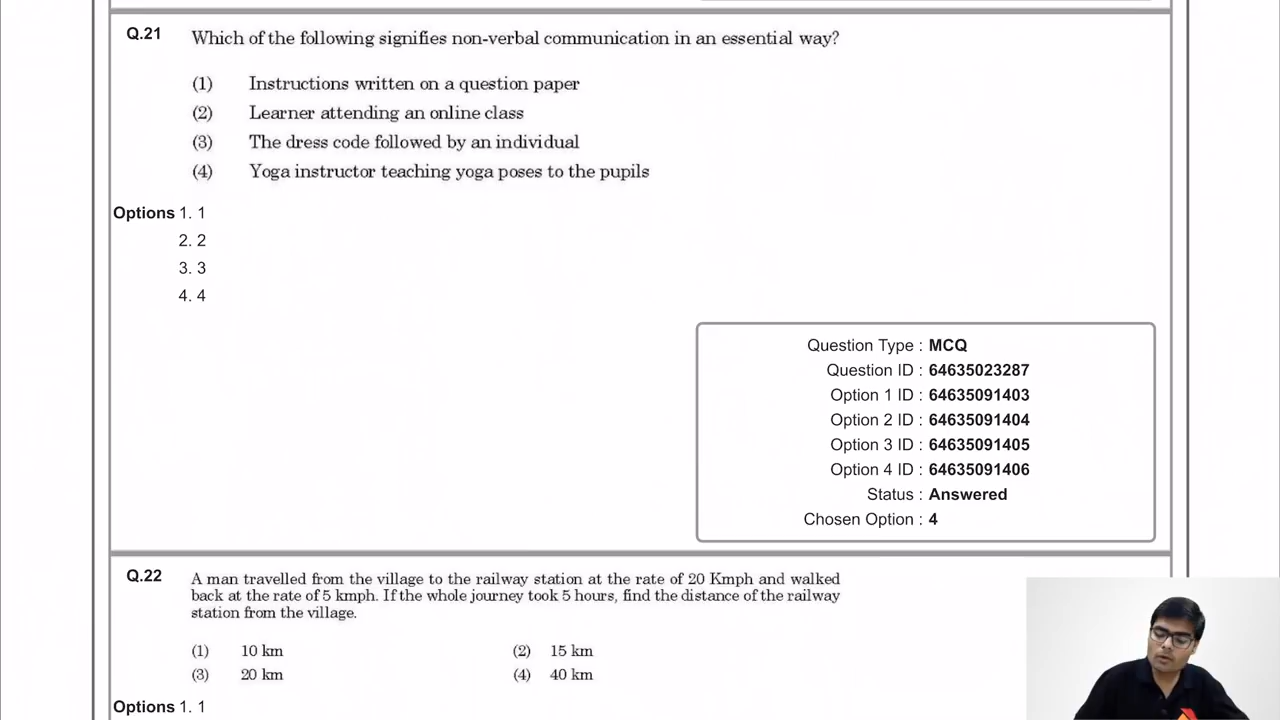 Q.21 Which of the following signifies non-verbal communication in an essential way?
(1) Instructions written on a question paper
(2) Learner attending an online class
(3) The dress code followed by an individual
(4) Yoga instructor teaching yoga poses to the pupils
Options 1. 1
2. 2
3. 3
4. 4
Question Type : MCQ
Question ID : 64635023287
Option 1 ID : 64635091403
Option 2 ID : 64635091404
Option 3 ID : 64635091405
Option 4 ID : 64635091406
Status : Answered
Chosen Option : 4
Q.22 A man travelled from the village to the railway station at the rate of 20 Kmph and walked
back at the rate of 5 kmph. If the whole journey took 5 hours, find the distance of the railway
station from the village.
(1) 10 km (2) 15 km
(3) 20 km (4) 40 km
Options 1. 1